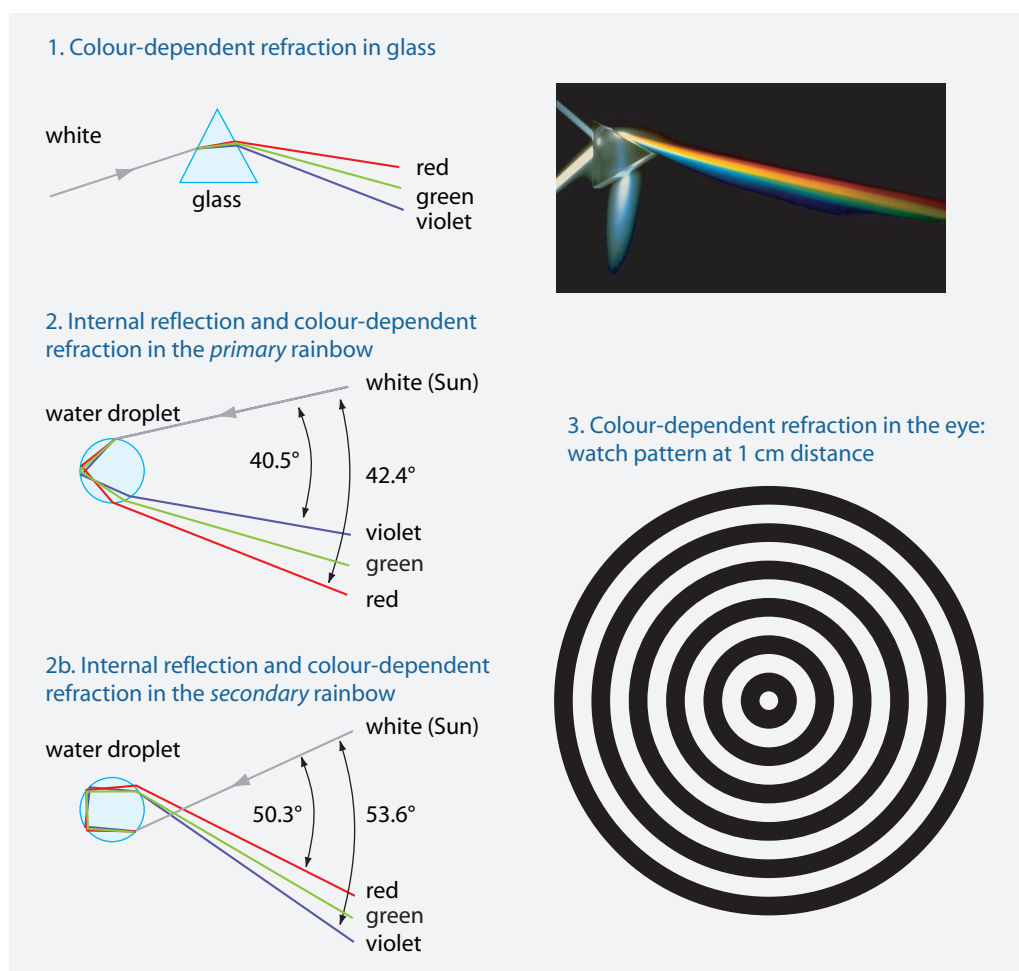 1. Colour-dependent refraction in glass
white
glass
red
green
violet
2. Internal reflection and colour-dependent
refraction in the primary rainbow
white (Sun)
water droplet
40.5°
42.4°
violet
green
red
2b. Internal reflection and colour-dependent
refraction in the secondary rainbow
white (Sun)
water droplet
50.3°
53.6°
red
green
violet
3. Colour-dependent refraction in the eye:
watch pattern at 1 cm distance